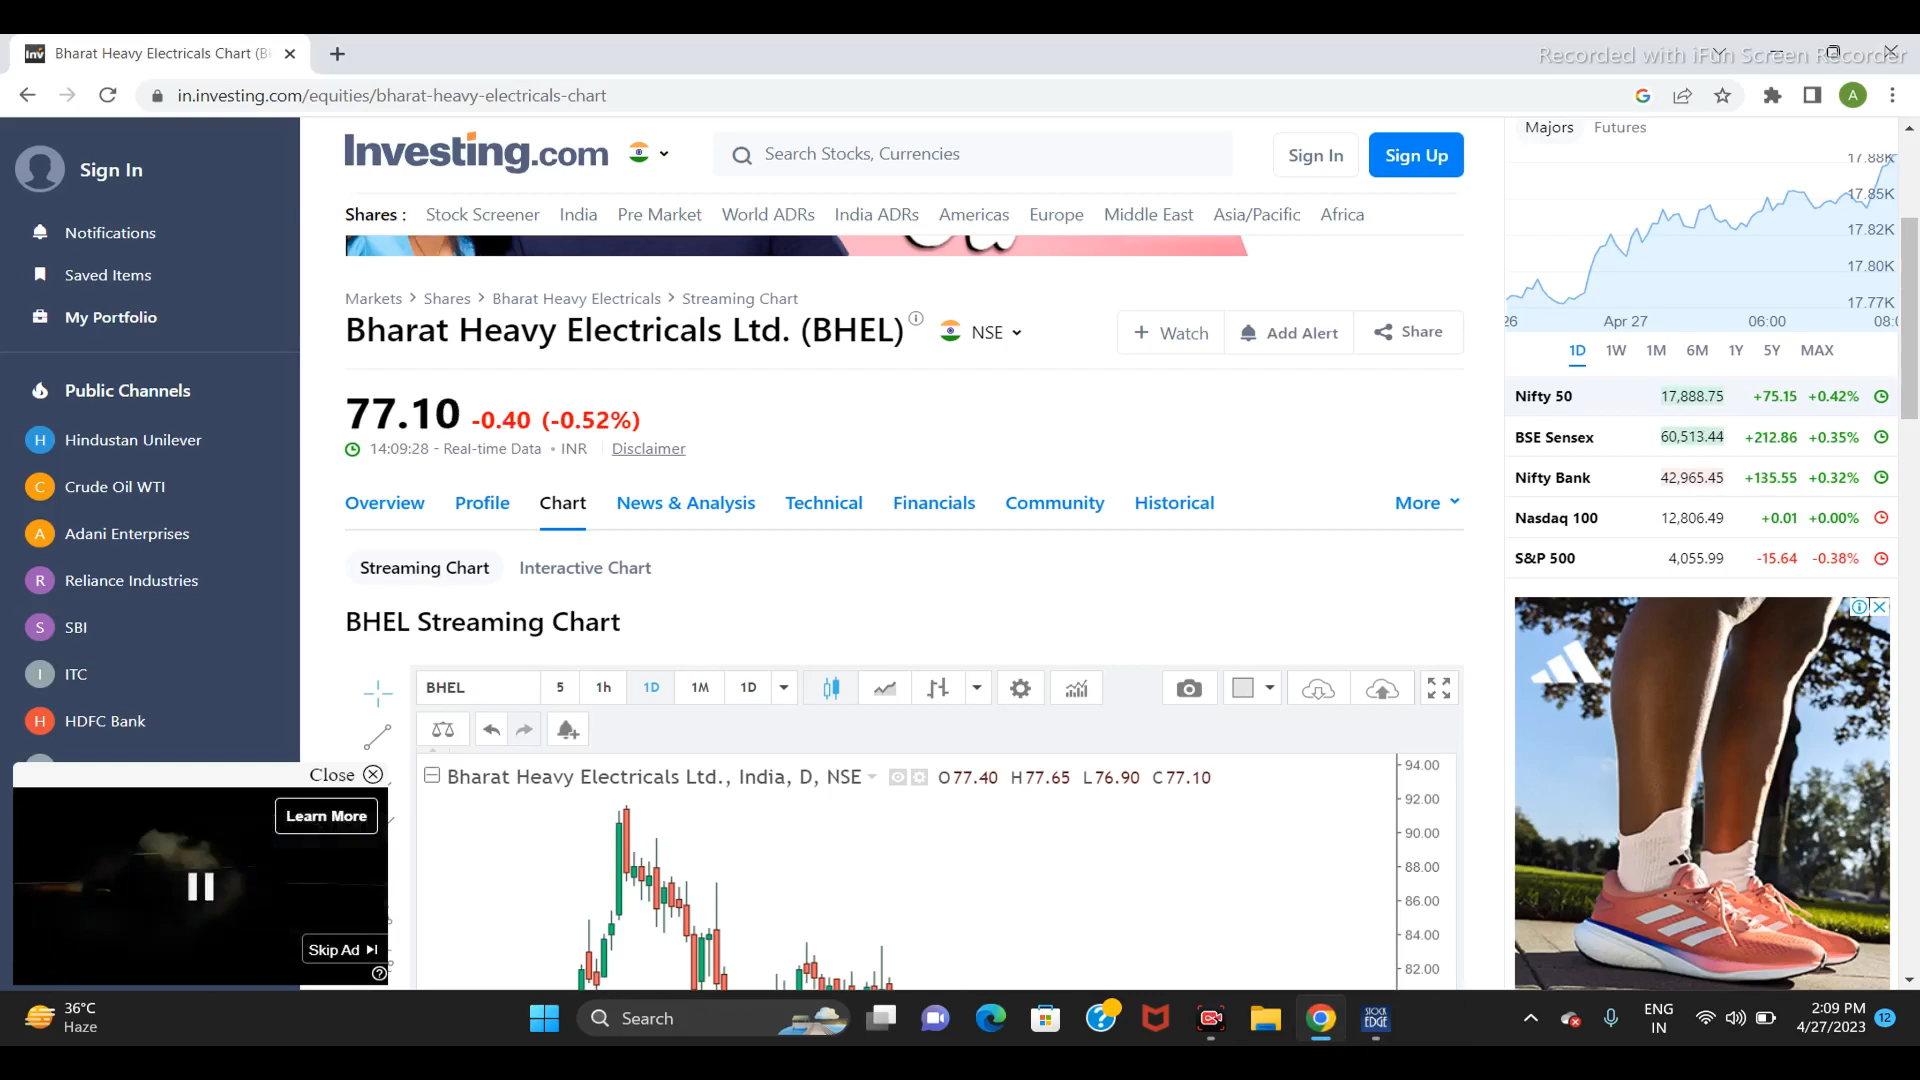 Bharat Heavy Electricals Chart (BH
Recorded with iFun Screen Recorder
in.investing.com/equities/bharat-heavy-electricals-chart
A
Sign In
Notifications
Saved Items
My Portfolio
Public Channels
H Hindustan Unilever
C Crude Oil WTI
A Adani Enterprises
R Reliance Industries
S SBI
I ITC
H HDFC Bank
Close
Learn More
Skip Ad
Investing.com
Search Stocks, Currencies
Sign In
Sign Up
Shares : Stock Screener India Pre Market World ADRs India ADRs Americas Europe Middle East Asia/Pacific Africa
Markets > Shares > Bharat Heavy Electricals > Streaming Chart
Bharat Heavy Electricals Ltd. (BHEL)
NSE
+ Watch
Add Alert
Share
77.10 -0.40 (-0.52%)
14:09:28 - Real-time Data • INR Disclaimer
Overview Profile Chart News & Analysis Technical Financials Community Historical More
Streaming Chart Interactive Chart
BHEL Streaming Chart
BHEL 5 1h 1D 1M 1D
Bharat Heavy Electricals Ltd., India, D, NSE O77.40 H77.65 L76.90 C77.10
94.00
92.00
90.00
88.00
86.00
84.00
82.00
Majors Futures
17.88K
17.85K
17.82K
17.80K
17.77K
26 Apr 27 06:00 08:0
1D 1W 1M 6M 1Y 5Y MAX
Nifty 50 17,888.75 +75.15 +0.42%
BSE Sensex 60,513.44 +212.86 +0.35%
Nifty Bank 42,965.45 +135.55 +0.32%
Nasdaq 100 12,806.49 +0.01 +0.00%
S&P 500 4,055.99 -15.64 -0.38%
36°C
Haze
Search
STOCK
EDGE
ENG
IN
2:09 PM
4/27/2023
12